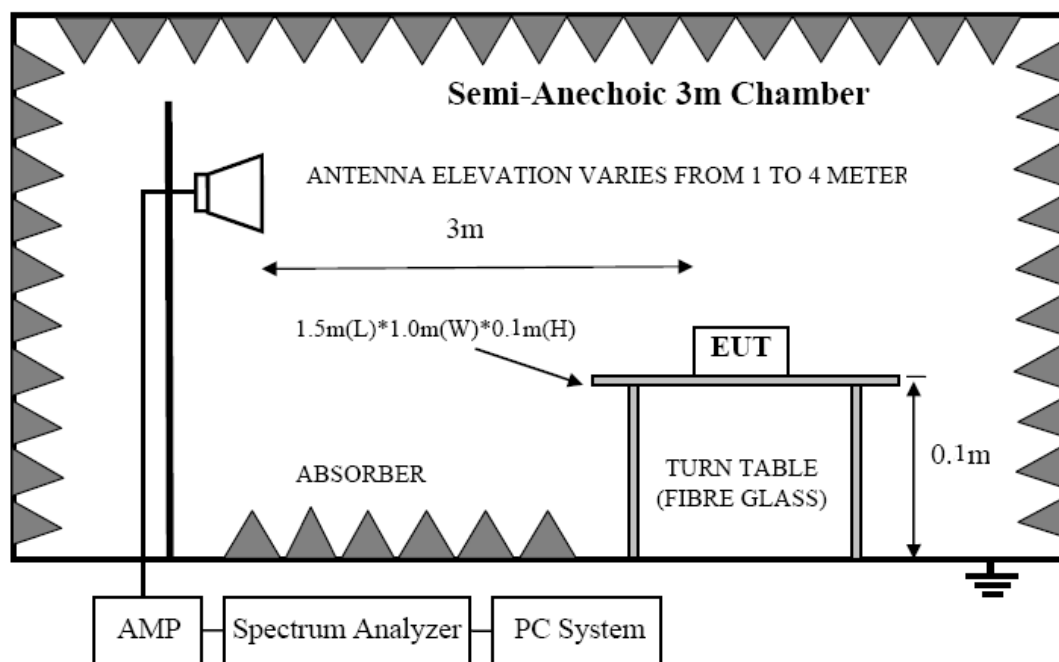 Semi-Anechoic 3m Chamber
ANTENNA ELEVATION VARIES FROM 1 TO 4 METER
3m
1.5m(L)*1.0m(W)*0.1m(H)
EUT
0.1m
TURN TABLE
(FIBRE GLASS)
ABSORBER
AMP
Spectrum Analyzer
PC System